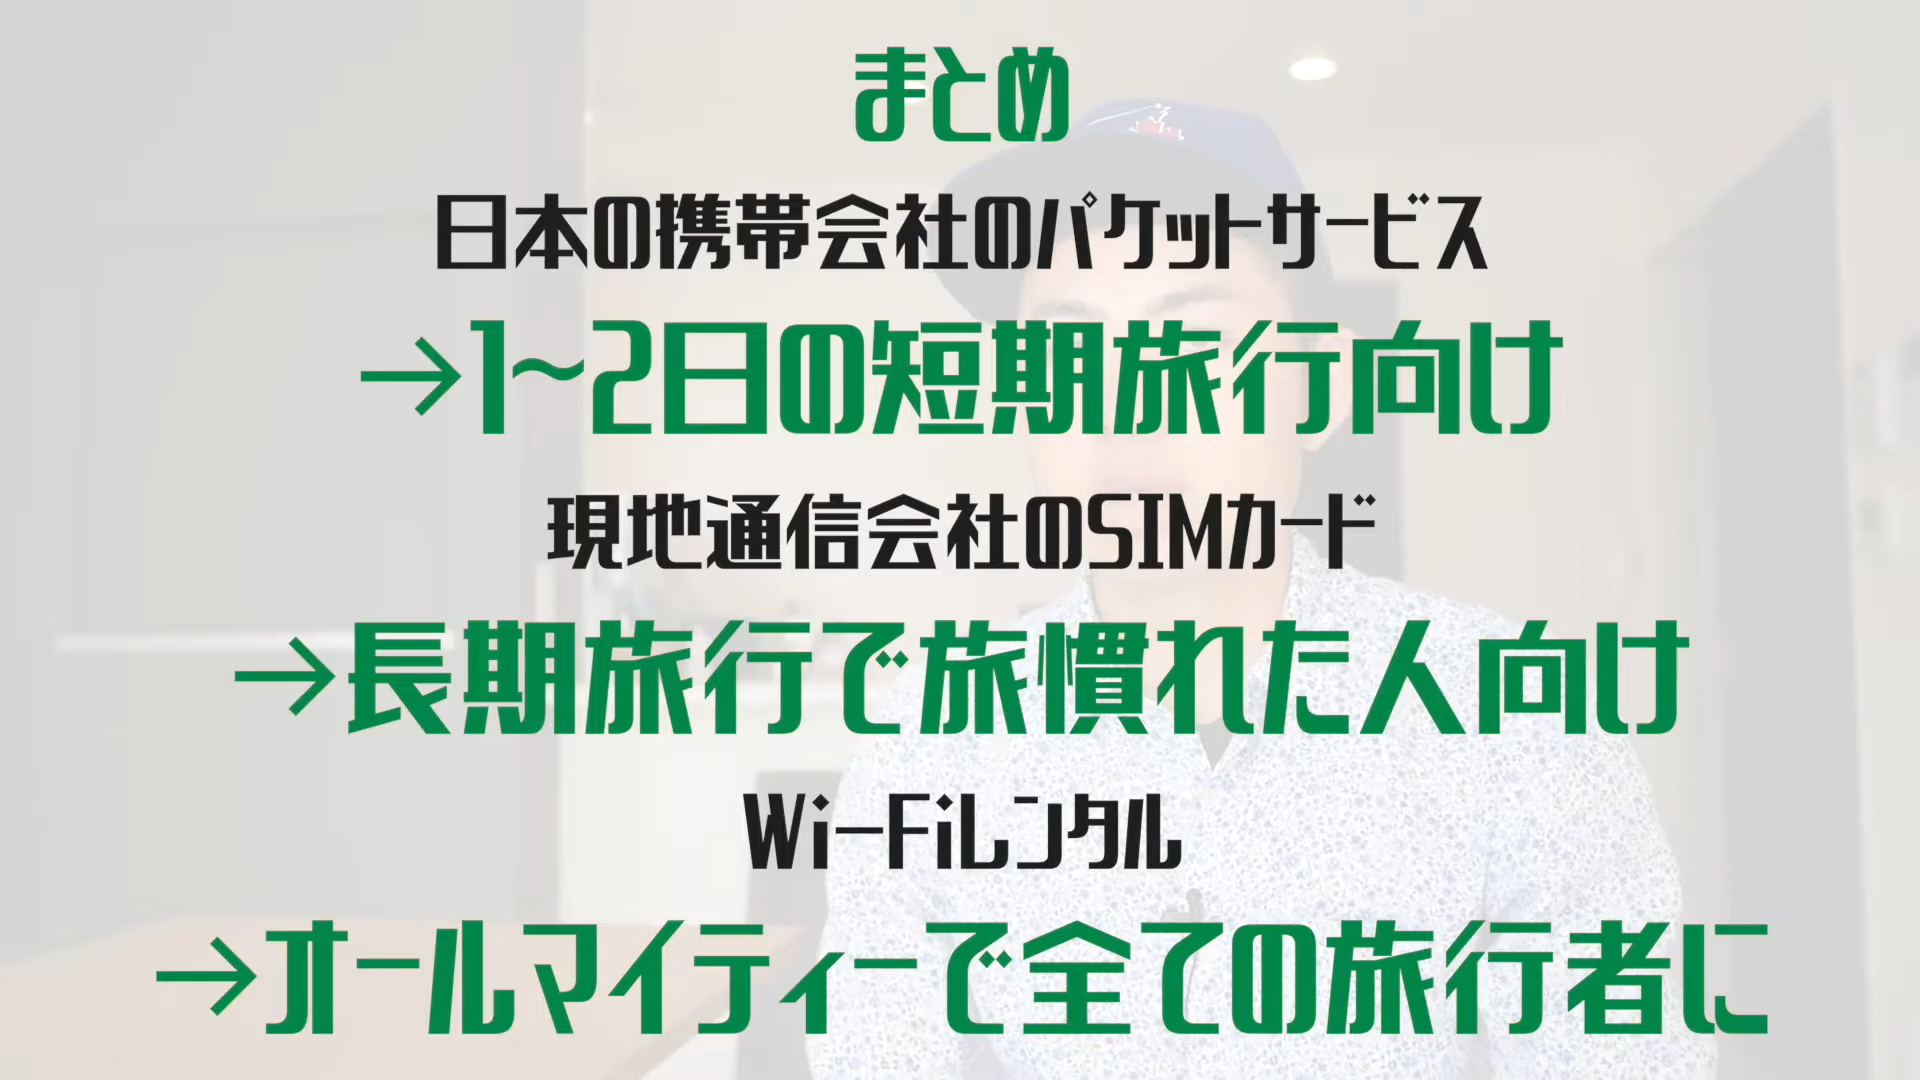 まとめ
日本の携帯会社のパケットサービス
→1~2日の短期旅行向け
現地通信会社のSIMカード
→長期旅行で旅慣れた人向け
Wi-Fiレンタル
→オールマイティーで全ての旅行者に